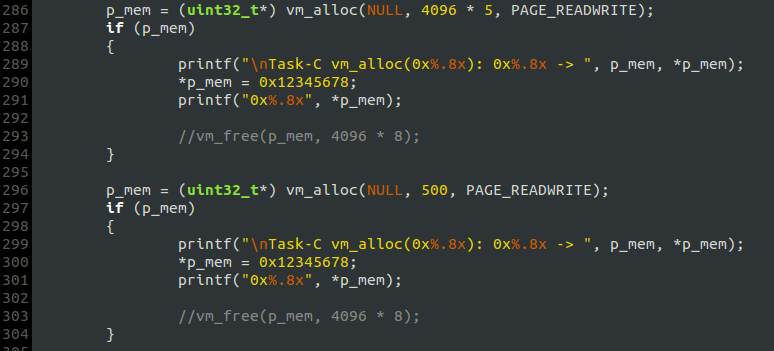 286 p_mem = (uint32_t*) vm_alloc(NULL, 4096 * 5, PAGE_READWRITE);
287 if (p_mem)
288 {
289 printf("\nTask-C vm_alloc(0x%.8x): 0x%.8x -> ", p_mem, *p_mem);
290 *p_mem = 0x12345678;
291 printf("0x%.8x", *p_mem);
292
293 //vm_free(p_mem, 4096 * 8);
294 }
295
296 p_mem = (uint32_t*) vm_alloc(NULL, 500, PAGE_READWRITE);
297 if (p_mem)
298 {
299 printf("\nTask-C vm_alloc(0x%.8x): 0x%.8x -> ", p_mem, *p_mem);
300 *p_mem = 0x12345678;
301 printf("0x%.8x", *p_mem);
302
303 //vm_free(p_mem, 4096 * 8);
304 }